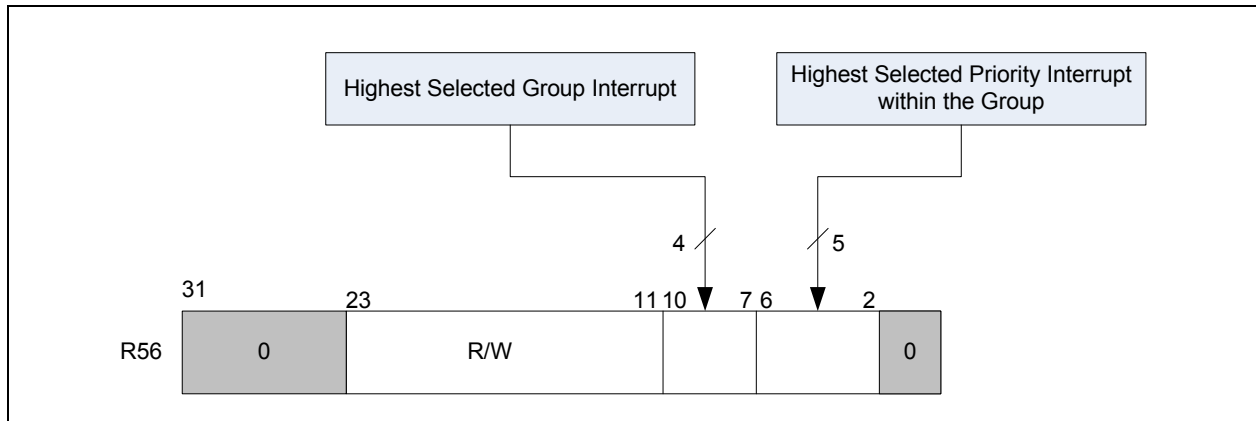 Highest Selected Group Interrupt
Highest Selected Priority Interrupt
within the Group
4
5
31
23
11 10
7 6
2
R56
0
R/W
0